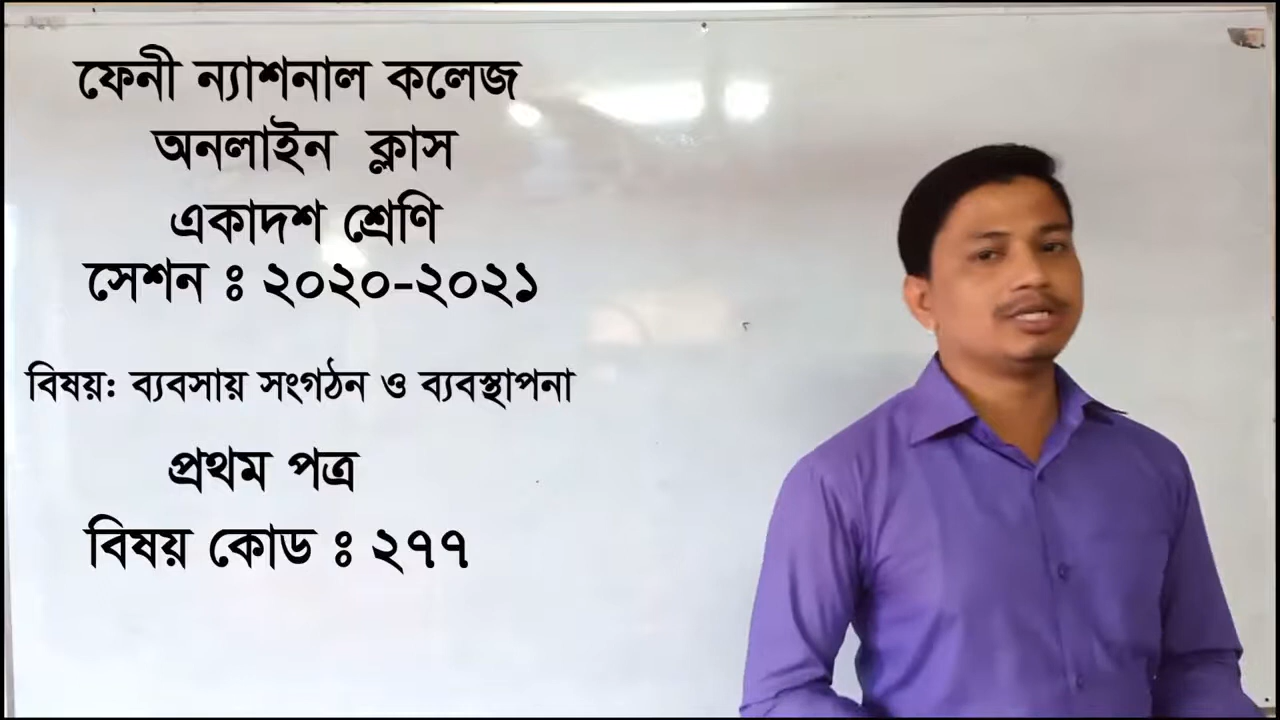 ফেনী ন্যাশনাল কলেজ
অনলাইন ক্লাস
একাদশ শ্রেণি
সেশন ঃ ২০২০-২০২১
বিষয়: ব্যবসায় সংগঠন ও ব্যবস্থাপনা
প্রথম পত্র
বিষয় কোড ঃ ২৭৭